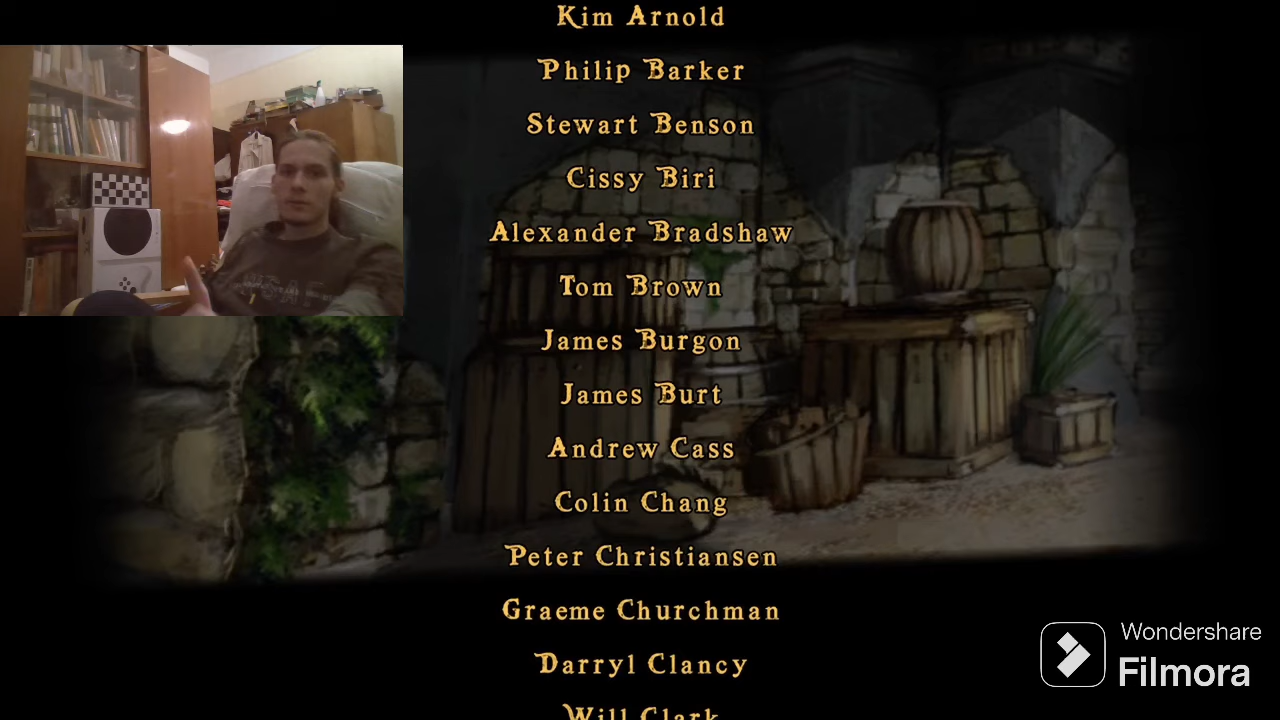 Kim Arnold
Philip Barker
Stewart Benson
Cissy Biri
Alexander Bradshaw
Tom Brown
James Burgon
James Burt
Andrew Cass
Colin Chang
Peter Christiansen
Graeme Churchman
Darryl Clancy
Will Clark
Wondershare
Filmora